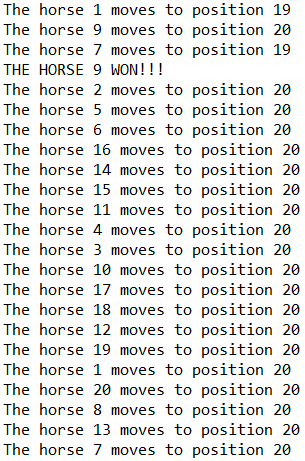 The horse 1 moves to position 19
The horse 9 moves to position 20
The horse 7 moves to position 19
THE HORSE 9 WON!!!
The horse 2 moves to position 20
The horse 5 moves to position 20
The horse 6 moves to position 20
The horse 16 moves to position 20
The horse 14 moves to position 20
The horse 15 moves to position 20
The horse 11 moves to position 20
The horse 4 moves to position 20
The horse 3 moves to position 20
The horse 10 moves to position 20
The horse 17 moves to position 20
The horse 18 moves to position 20
The horse 12 moves to position 20
The horse 19 moves to position 20
The horse 1 moves to position 20
The horse 20 moves to position 20
The horse 8 moves to position 20
The horse 13 moves to position 20
The horse 7 moves to position 20